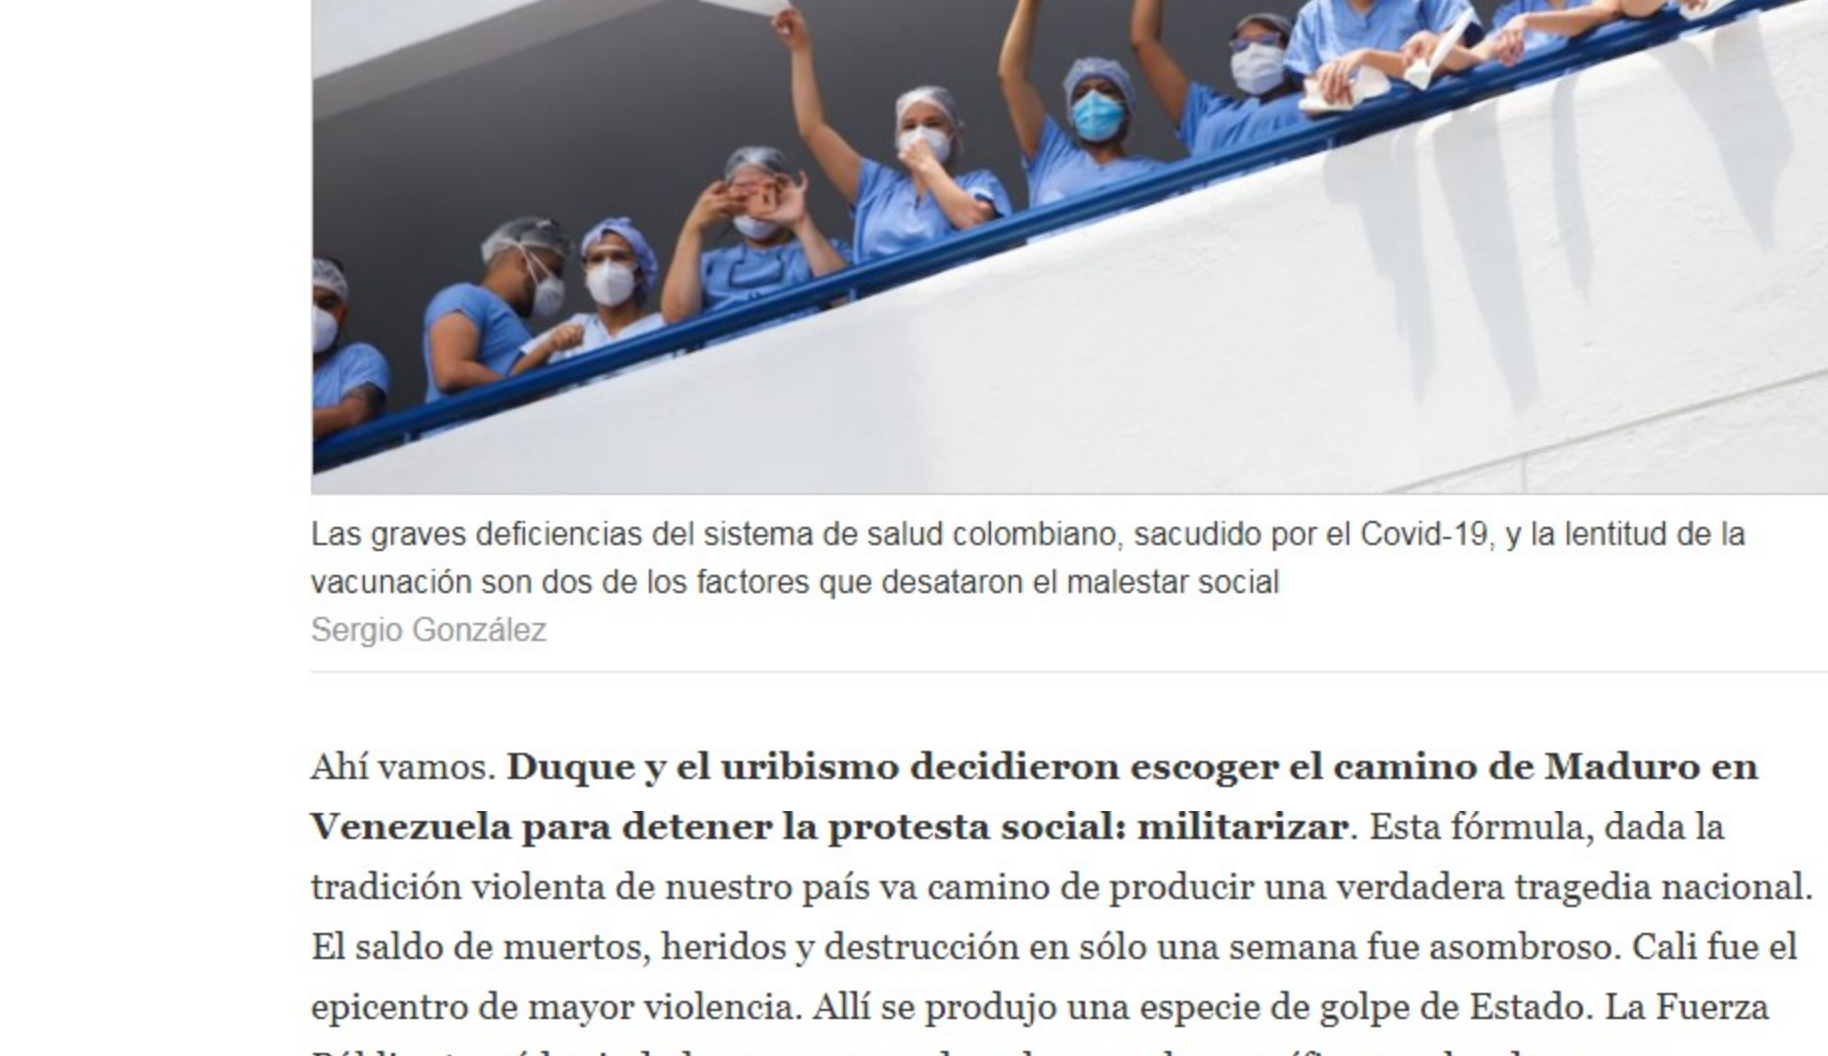 Las graves deficiencias del sistema de salud colombiano, sacudido por el Covid-19, y la lentitud de la
vacunación son dos de los factores que desataron el malestar social
Sergio González
Ahí vamos. Duque y el uribismo decidieron escoger el camino de Maduro en
Venezuela para detener la protesta social: militarizar. Esta fórmula, dada la
tradición violenta de nuestro país va camino de producir una verdadera tragedia nacional.
El saldo de muertos, heridos y destrucción en sólo una semana fue asombroso. Cali fue el
epicentro de mayor violencia. Allí se produjo una especie de golpe de Estado. La Fuerza